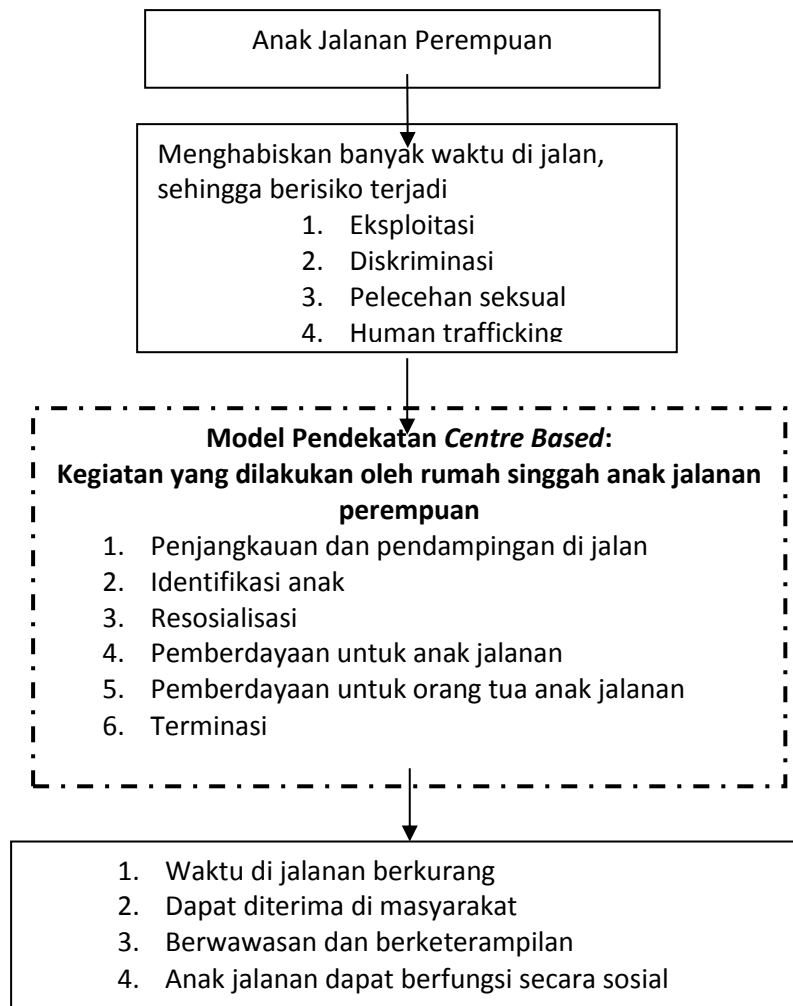 Anak Jalanan Perempuan
Menghabiskan banyak waktu di jalan,
sehingga berisiko terjadi
1. Eksploitasi
2. Diskriminasi
3. Pelecehan seksual
4. Human trafficking
Model Pendekatan Centre Based:
Kegiatan yang dilakukan oleh rumah singgah anak jalanan
perempuan
1. Penjangkauan dan pendampingan di jalan
2. Identifikasi anak
3. Resosialisasi
4. Pemberdayaan untuk anak jalanan
5. Pemberdayaan untuk orang tua anak jalanan
6. Terminasi
1. Waktu di jalanan berkurang
2. Dapat diterima di masyarakat
3. Berwawasan dan berketerampilan
4. Anak jalanan dapat berfungsi secara sosial